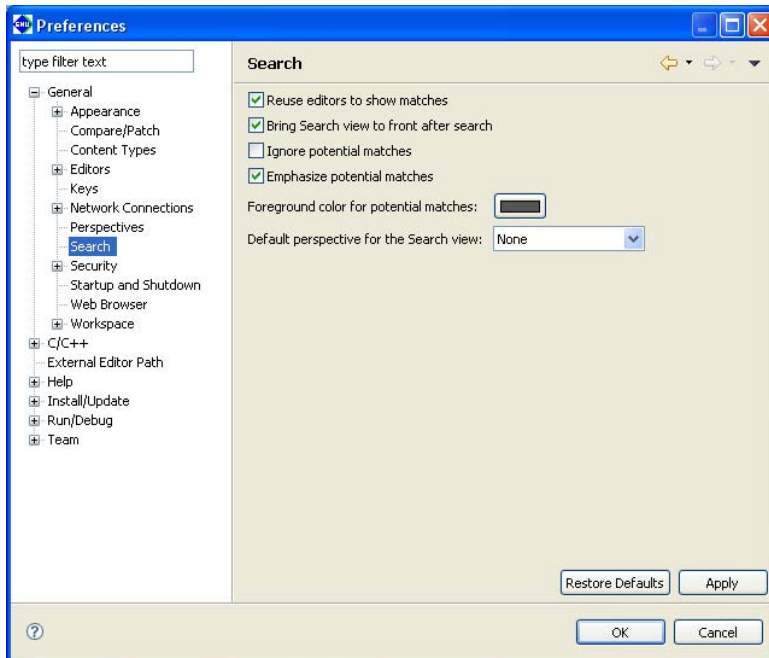 GNU Preferences
type filter text
General
Appearance
Compare/Patch
Content Types
Editors
Keys
Network Connections
Perspectives
Search
Security
Startup and Shutdown
Web Browser
Workspace
C/C++
External Editor Path
Help
Install/Update
Run/Debug
Team
Search
Reuse editors to show matches
Bring Search view to front after search
Ignore potential matches
Emphasize potential matches
Foreground color for potential matches:
Default perspective for the Search view: None
Restore Defaults Apply
OK Cancel